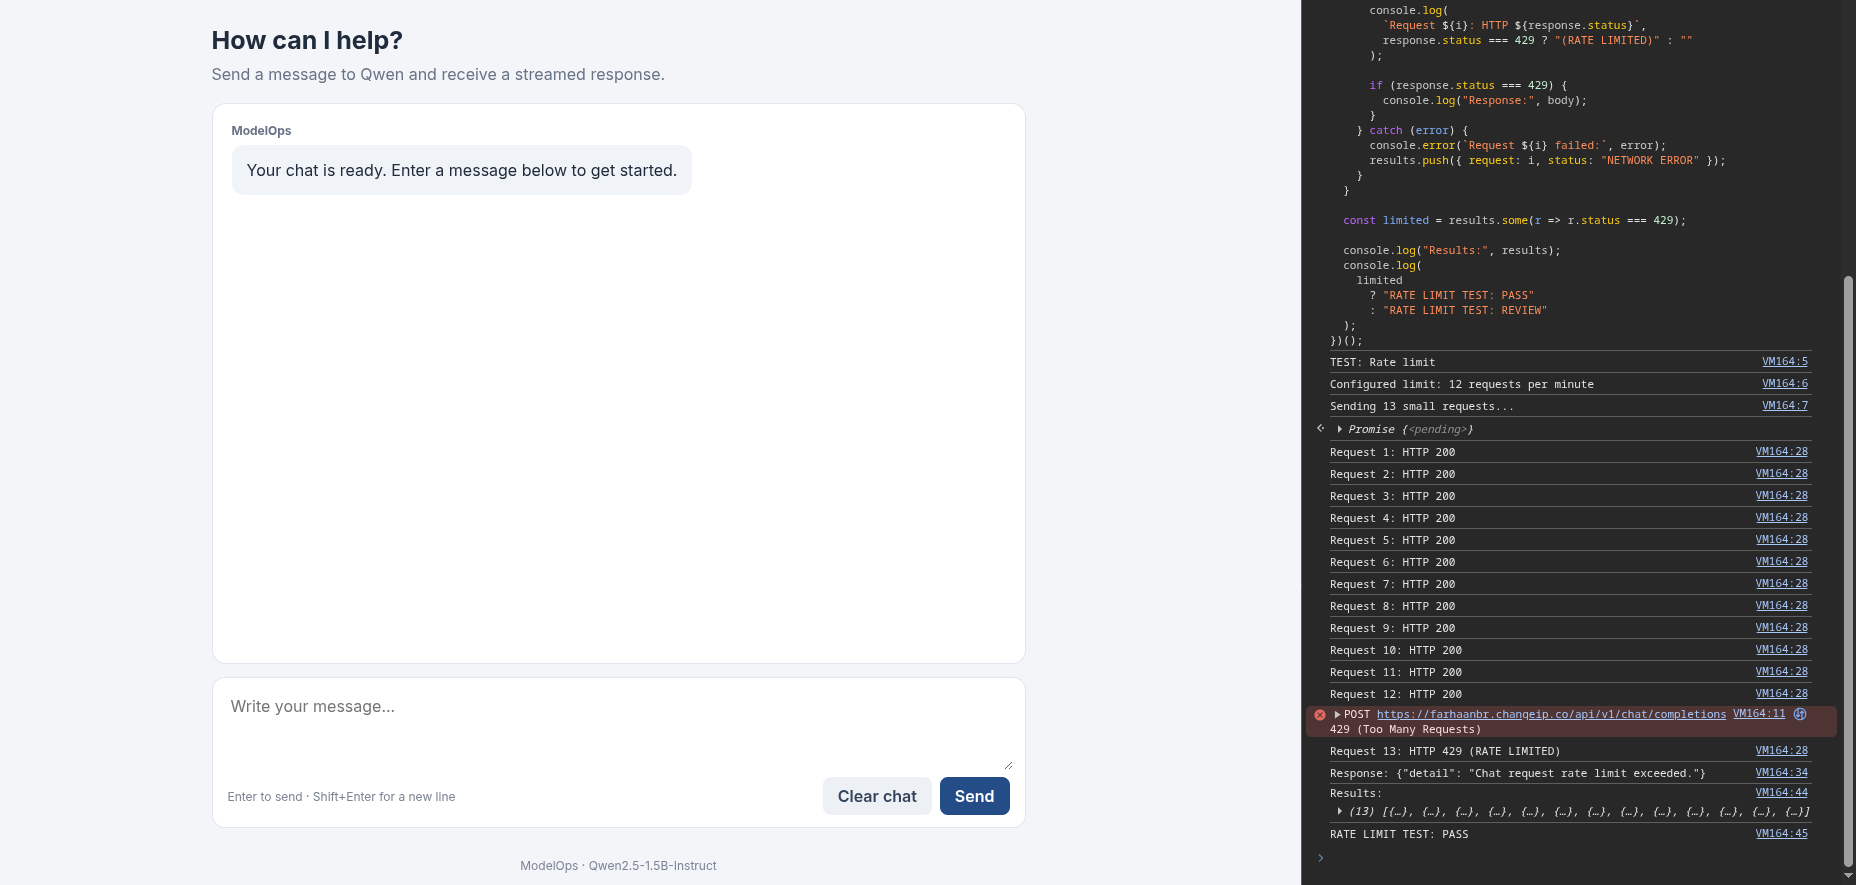 How can I help?
Send a message to Qwen and receive a streamed response.
ModelOps
Your chat is ready. Enter a message below to get started.
Write your message...
Enter to send · Shift+Enter for a new line
Clear chat
Send
ModelOps · Qwen2.5-1.5B-Instruct
console.log(
`Request ${i}: HTTP ${response.status}`,
response.status === 429 ? "(RATE LIMITED)" : ""
);
if (response.status === 429) {
console.log("Response:", body);
}
} catch (error) {
console.error(`Request ${i} failed:`, error);
results.push({ request: i, status: "NETWORK ERROR" });
}
}
const limited = results.some(r => r.status === 429);
console.log("Results:", results);
console.log(
limited
? "RATE LIMIT TEST: PASS"
: "RATE LIMIT TEST: REVIEW"
);
})();
TEST: Rate limit VM164:5
Configured limit: 12 requests per minute VM164:6
Sending 13 small requests... VM164:7
Promise {<pending>}
Request 1: HTTP 200 VM164:28
Request 2: HTTP 200 VM164:28
Request 3: HTTP 200 VM164:28
Request 4: HTTP 200 VM164:28
Request 5: HTTP 200 VM164:28
Request 6: HTTP 200 VM164:28
Request 7: HTTP 200 VM164:28
Request 8: HTTP 200 VM164:28
Request 9: HTTP 200 VM164:28
Request 10: HTTP 200 VM164:28
Request 11: HTTP 200 VM164:28
Request 12: HTTP 200 VM164:28
POST https://farhaanbr.changeip.co/api/v1/chat/completions VM164:11
429 (Too Many Requests)
Request 13: HTTP 429 (RATE LIMITED) VM164:28
Response: {"detail": "Chat request rate limit exceeded."} VM164:34
Results: VM164:44
(13) [{…}, {…}, {…}, {…}, {…}, {…}, {…}, {…}, {…}, {…}, {…}, {…}, {…}]
RATE LIMIT TEST: PASS VM164:45